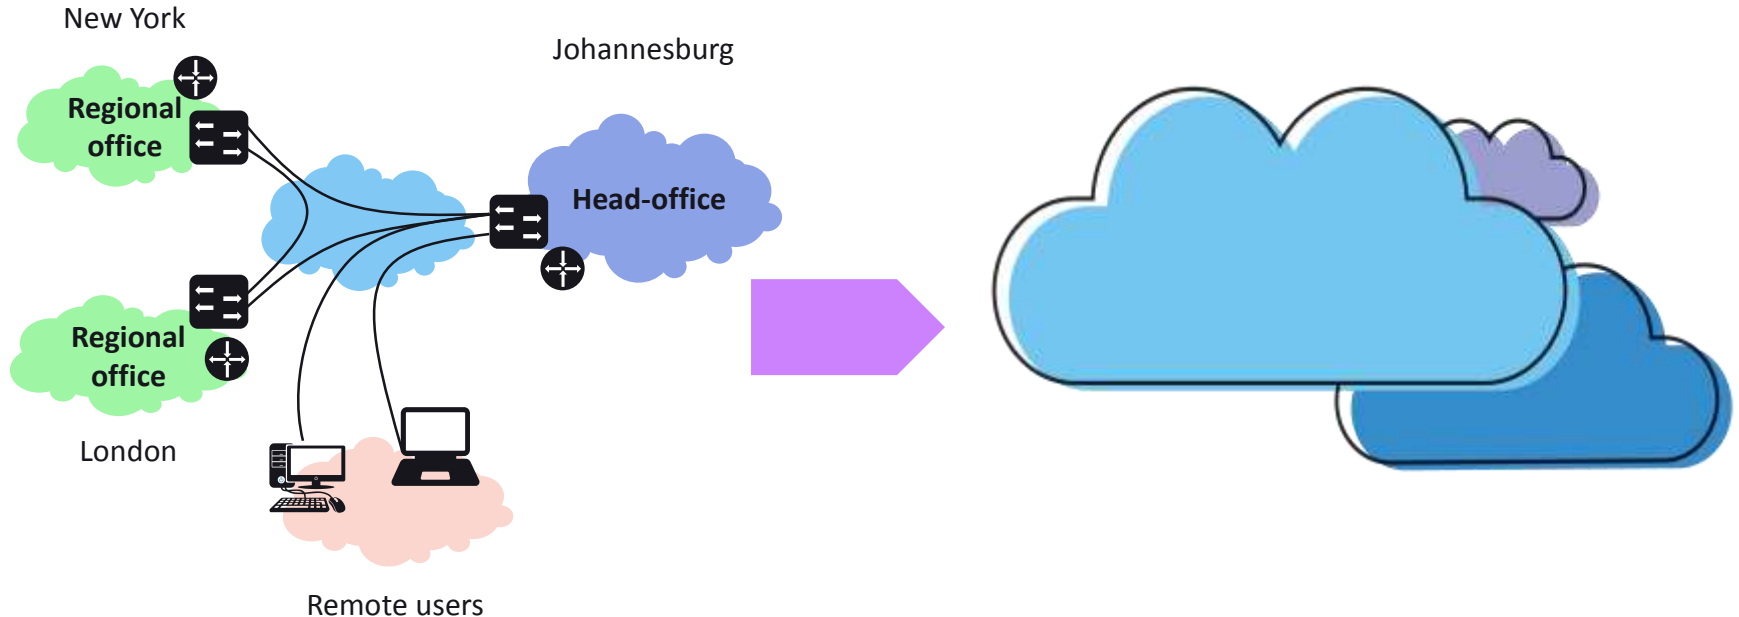 New York
Johannesburg
Regional
office
Head-office
Regional
office
London
Remote users